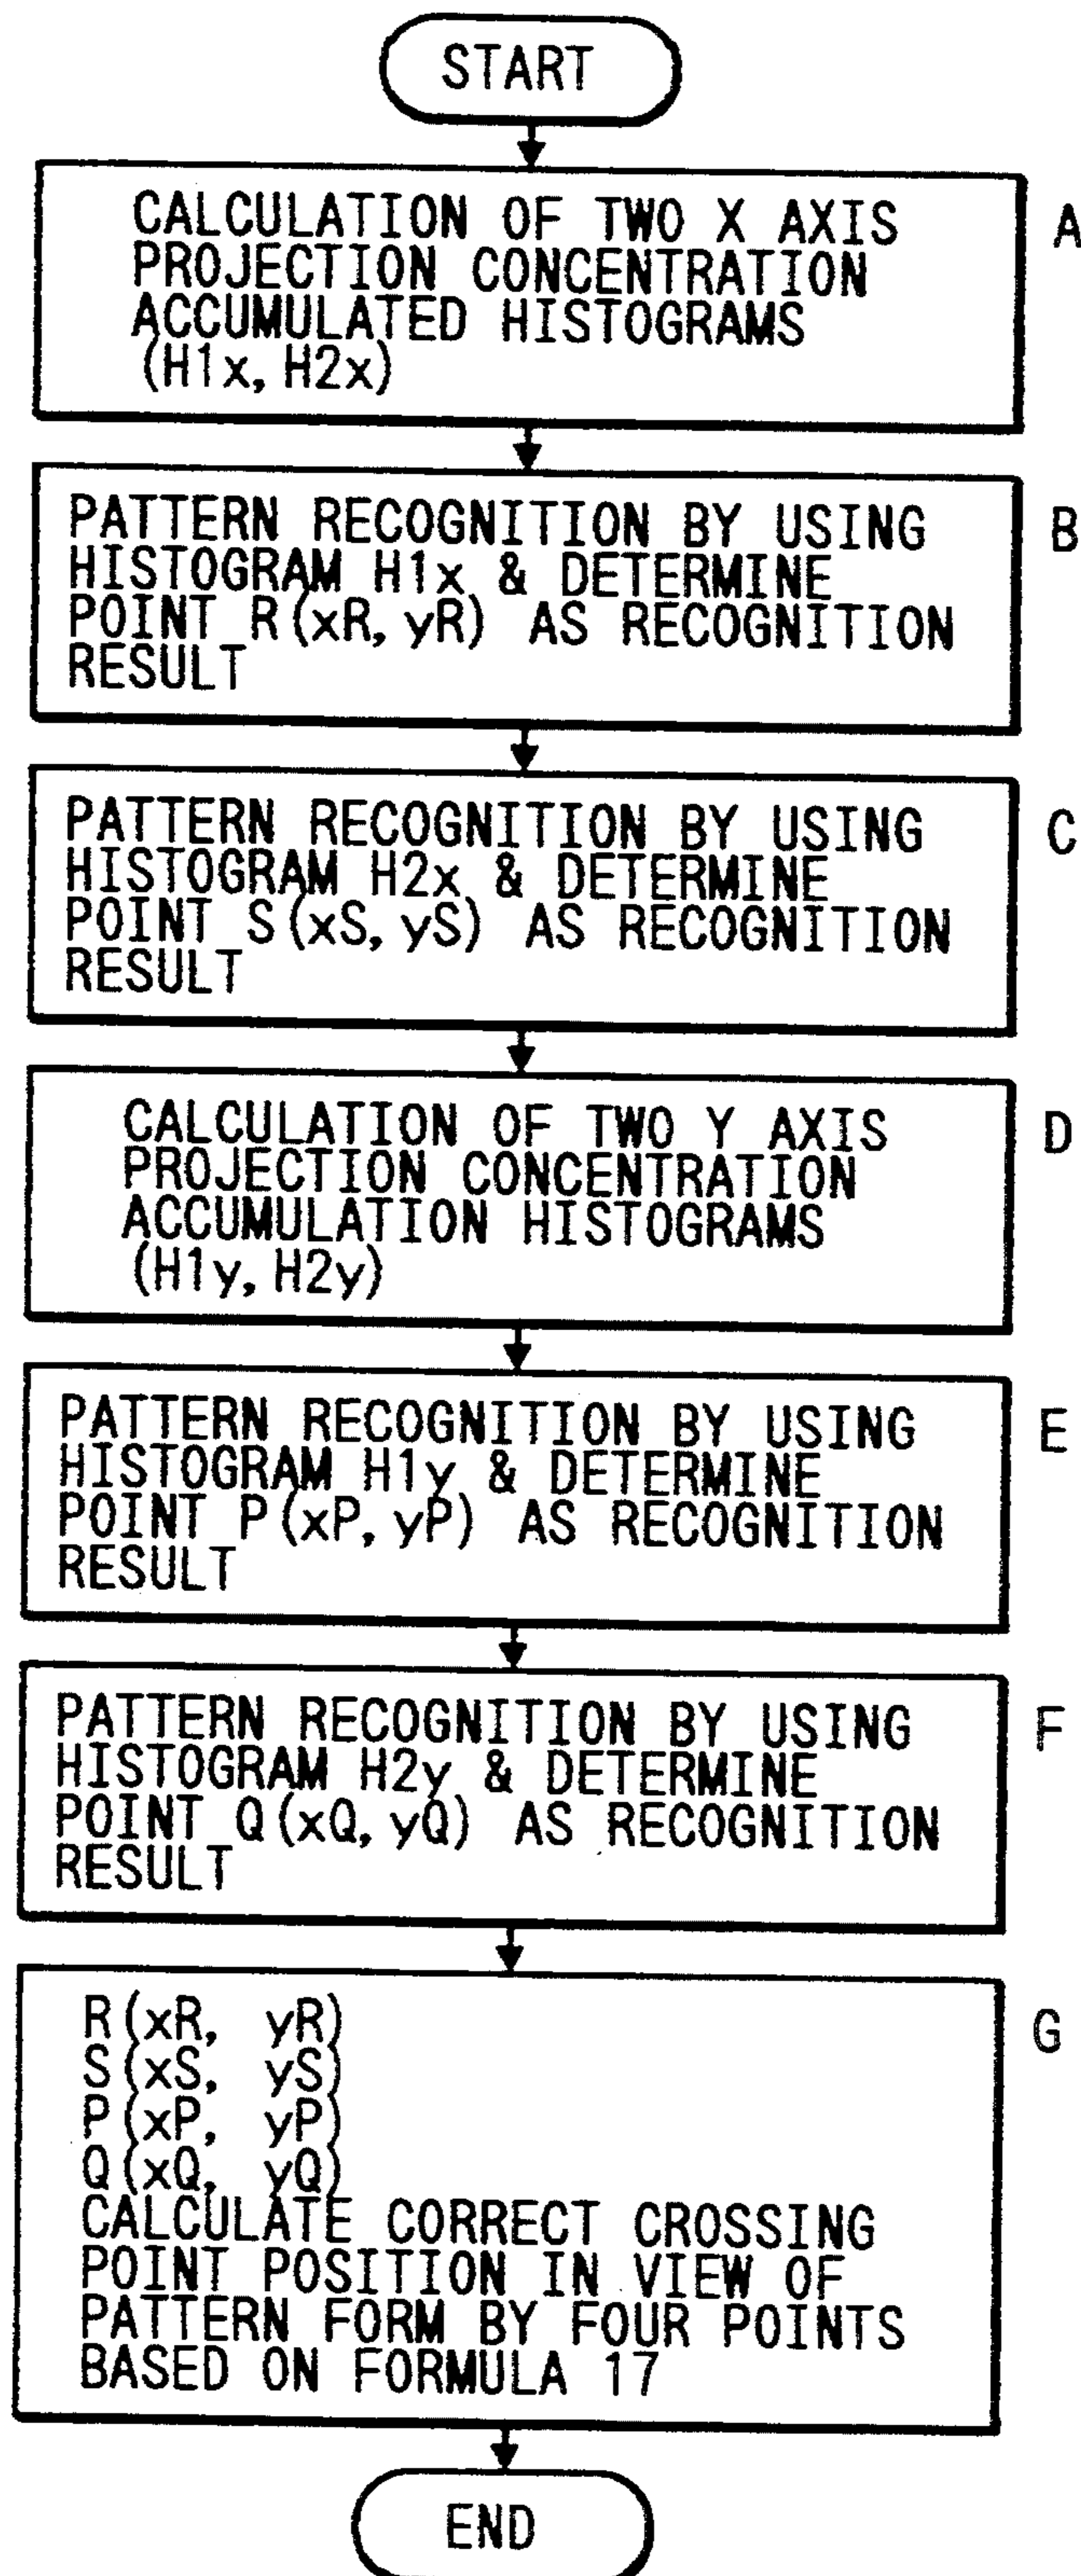 START
CALCULATION OF TWO X AXIS
PROJECTION CONCENTRATION
ACCUMULATED HISTOGRAMS
(H1x, H2x)
A
PATTERN RECOGNITION BY USING
HISTOGRAM H1x & DETERMINE
POINT R(xR, yR) AS RECOGNITION
RESULT
B
PATTERN RECOGNITION BY USING
HISTOGRAM H2x & DETERMINE
POINT S(xS, yS) AS RECOGNITION
RESULT
C
CALCULATION OF TWO Y AXIS
PROJECTION CONCENTRATION
ACCUMULATION HISTOGRAMS
(H1y, H2y)
D
PATTERN RECOGNITION BY USING
HISTOGRAM H1y & DETERMINE
POINT P(xP, yP) AS RECOGNITION
RESULT
E
PATTERN RECOGNITION BY USING
HISTOGRAM H2y & DETERMINE
POINT Q(xQ, yQ) AS RECOGNITION
RESULT
F
R(xR, yR)
S(xS, yS)
P(xP, yP)
Q(xQ, yQ)
CALCULATE CORRECT CROSSING
POINT POSITION IN VIEW OF
PATTERN FORM BY FOUR POINTS
BASED ON FORMULA 17
G
END